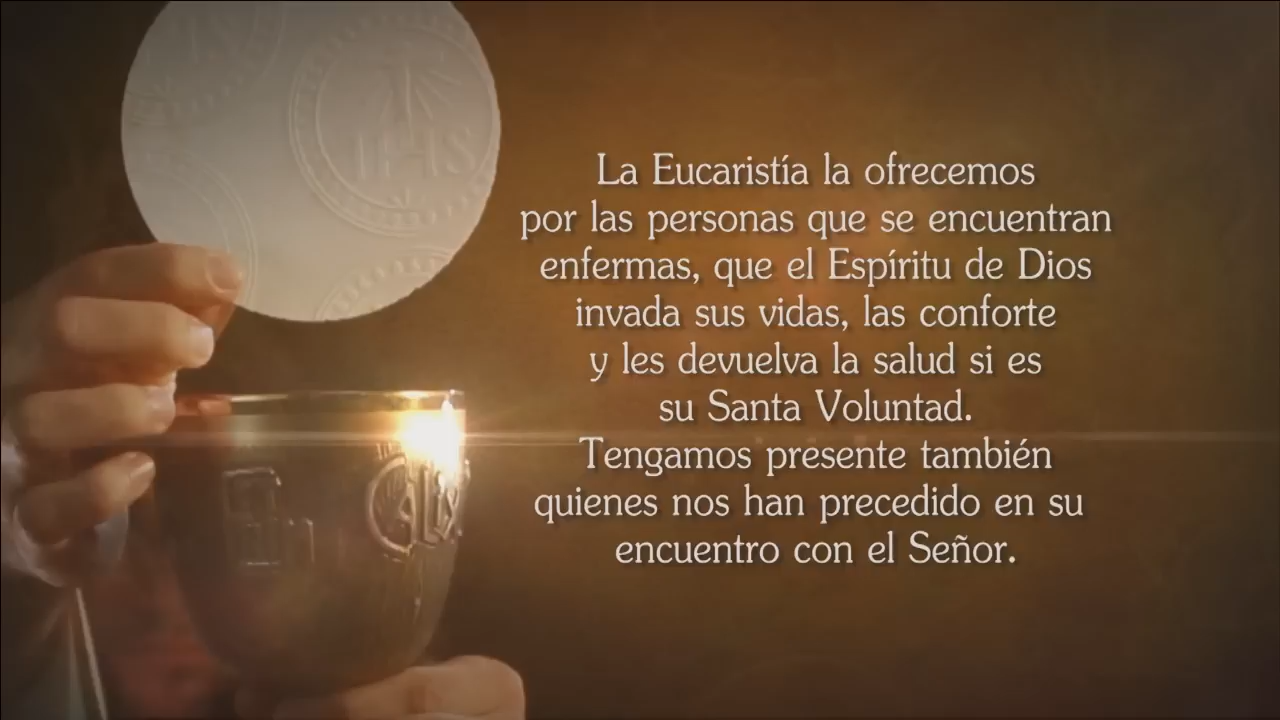 IHS
La Eucaristía la ofrecemos
por las personas que se encuentran
enfermas, que el Espíritu de Dios
invada sus vidas, las conforte
y les devuelva la salud si es
su Santa Voluntad.
Tengamos presente también
quienes nos han precedido en su
encuentro con el Señor.